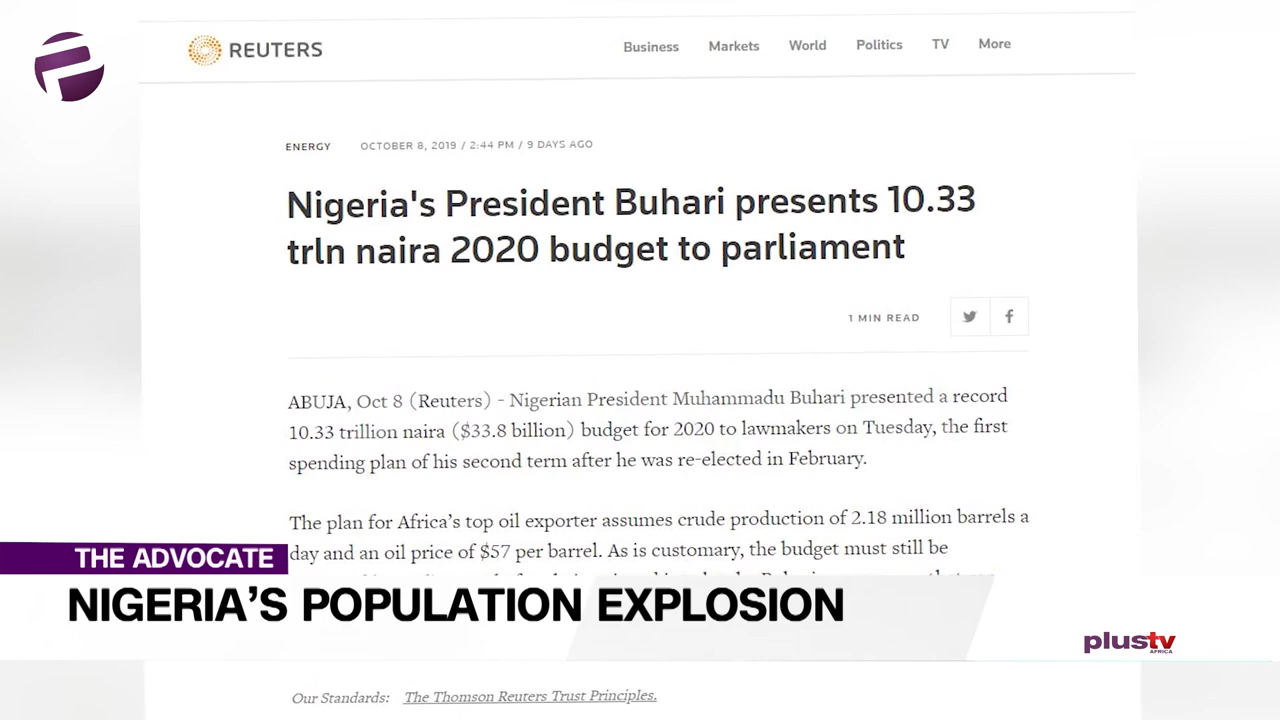 REUTERS
Business Markets World Politics TV More
ENERGY OCTOBER 8, 2019 / 2:44 PM / 9 DAYS AGO
Nigeria's President Buhari presents 10.33
trln naira 2020 budget to parliament
1 MIN READ
ABUJA, Oct 8 (Reuters) - Nigerian President Muhammadu Buhari presented a record
10.33 trillion naira ($33.8 billion) budget for 2020 to lawmakers on Tuesday, the first
spending plan of his second term after he was re-elected in February.
The plan for Africa's top oil exporter assumes crude production of 2.18 million barrels a
day and an oil price of $57 per barrel. As is customary, the budget must still be
THE ADVOCATE
NIGERIA'S POPULATION EXPLOSION
plustv
AFRICA
Our Standards: The Thomson Reuters Trust Principles.